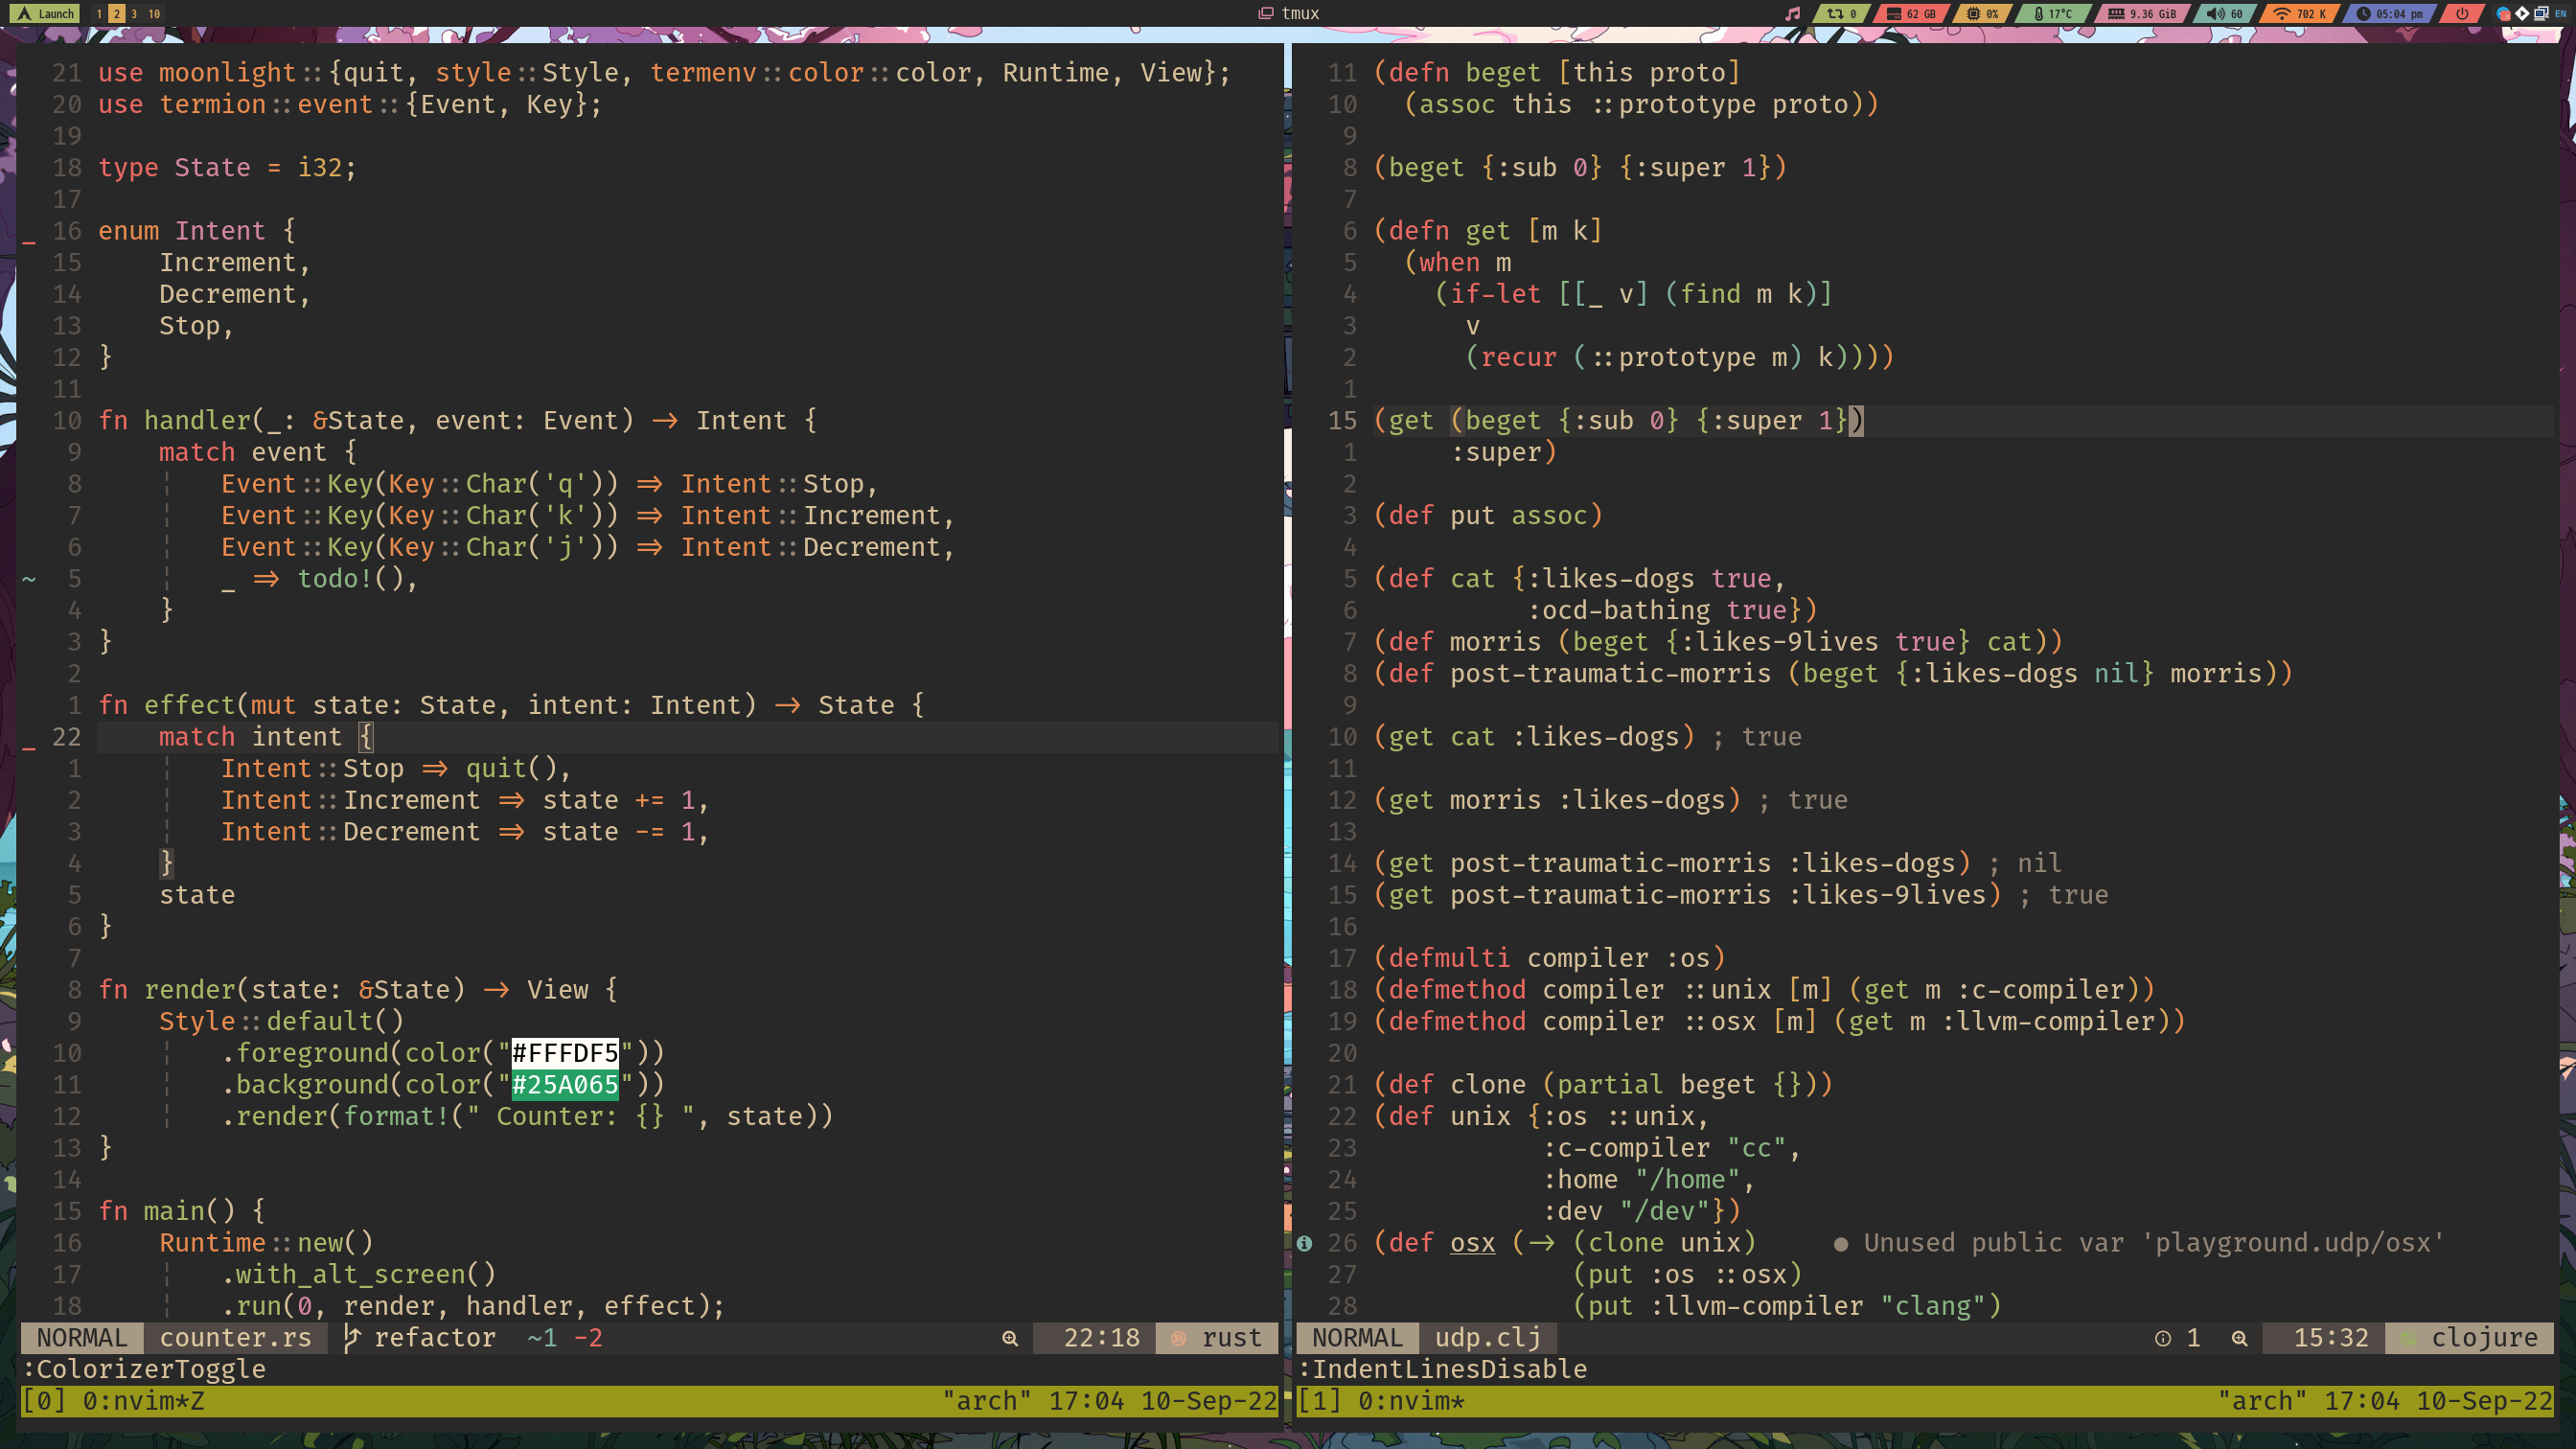 Launch 1 2 3 10 tmux 0 62 GB 0% 17°C 9.36 GiB 60 702 K 05:04 pm EN
21 use moonlight::{quit, style::Style, termenv::color::color, Runtime, View};
20 use termion::event::{Event, Key};
19
18 type State = i32;
17
_ 16 enum Intent {
15     Increment,
14     Decrement,
13     Stop,
12 }
11
10 fn handler(_: &State, event: Event) -> Intent {
9     match event {
8     ¦   Event::Key(Key::Char('q')) => Intent::Stop,
7     ¦   Event::Key(Key::Char('k')) => Intent::Increment,
6     ¦   Event::Key(Key::Char('j')) => Intent::Decrement,
~ 5     ¦   _ => todo!(),
4     }
3 }
2
1 fn effect(mut state: State, intent: Intent) -> State {
_ 22     match intent {
1     ¦   Intent::Stop => quit(),
2     ¦   Intent::Increment => state += 1,
3     ¦   Intent::Decrement => state -= 1,
4     }
5     state
6 }
7
8 fn render(state: &State) -> View {
9     Style::default()
10     ¦   .foreground(color("#FFFDF5"))
11     ¦   .background(color("#25A065"))
12     ¦   .render(format!(" Counter: {} ", state))
13 }
14
15 fn main() {
16     Runtime::new()
17     ¦   .with_alt_screen()
18     ¦   .run(0, render, handler, effect);
NORMAL counter.rs refactor ~1 -2 22:18 rust
:ColorizerToggle
[0] 0:nvim*Z "arch" 17:04 10-Sep-22
11 (defn beget [this proto]
10   (assoc this ::prototype proto))
9
8 (beget {:sub 0} {:super 1})
7
6 (defn get [m k]
5   (when m
4     (if-let [[_ v] (find m k)]
3       v
2       (recur (::prototype m) k))))
1
15 (get (beget {:sub 0} {:super 1})
1      :super)
2
3 (def put assoc)
4
5 (def cat {:likes-dogs true,
6           :ocd-bathing true})
7 (def morris (beget {:likes-9lives true} cat))
8 (def post-traumatic-morris (beget {:likes-dogs nil} morris))
9
10 (get cat :likes-dogs) ; true
11
12 (get morris :likes-dogs) ; true
13
14 (get post-traumatic-morris :likes-dogs) ; nil
15 (get post-traumatic-morris :likes-9lives) ; true
16
17 (defmulti compiler :os)
18 (defmethod compiler ::unix [m] (get m :c-compiler))
19 (defmethod compiler ::osx [m] (get m :llvm-compiler))
20
21 (def clone (partial beget {}))
22 (def unix {:os ::unix,
23            :c-compiler "cc",
24            :home "/home",
25            :dev "/dev"})
26 (def osx (-> (clone unix)     ● Unused public var 'playground.udp/osx'
27              (put :os ::osx)
28              (put :llvm-compiler "clang")
NORMAL udp.clj 1 15:32 clojure
:IndentLinesDisable
[1] 0:nvim* "arch" 17:04 10-Sep-22